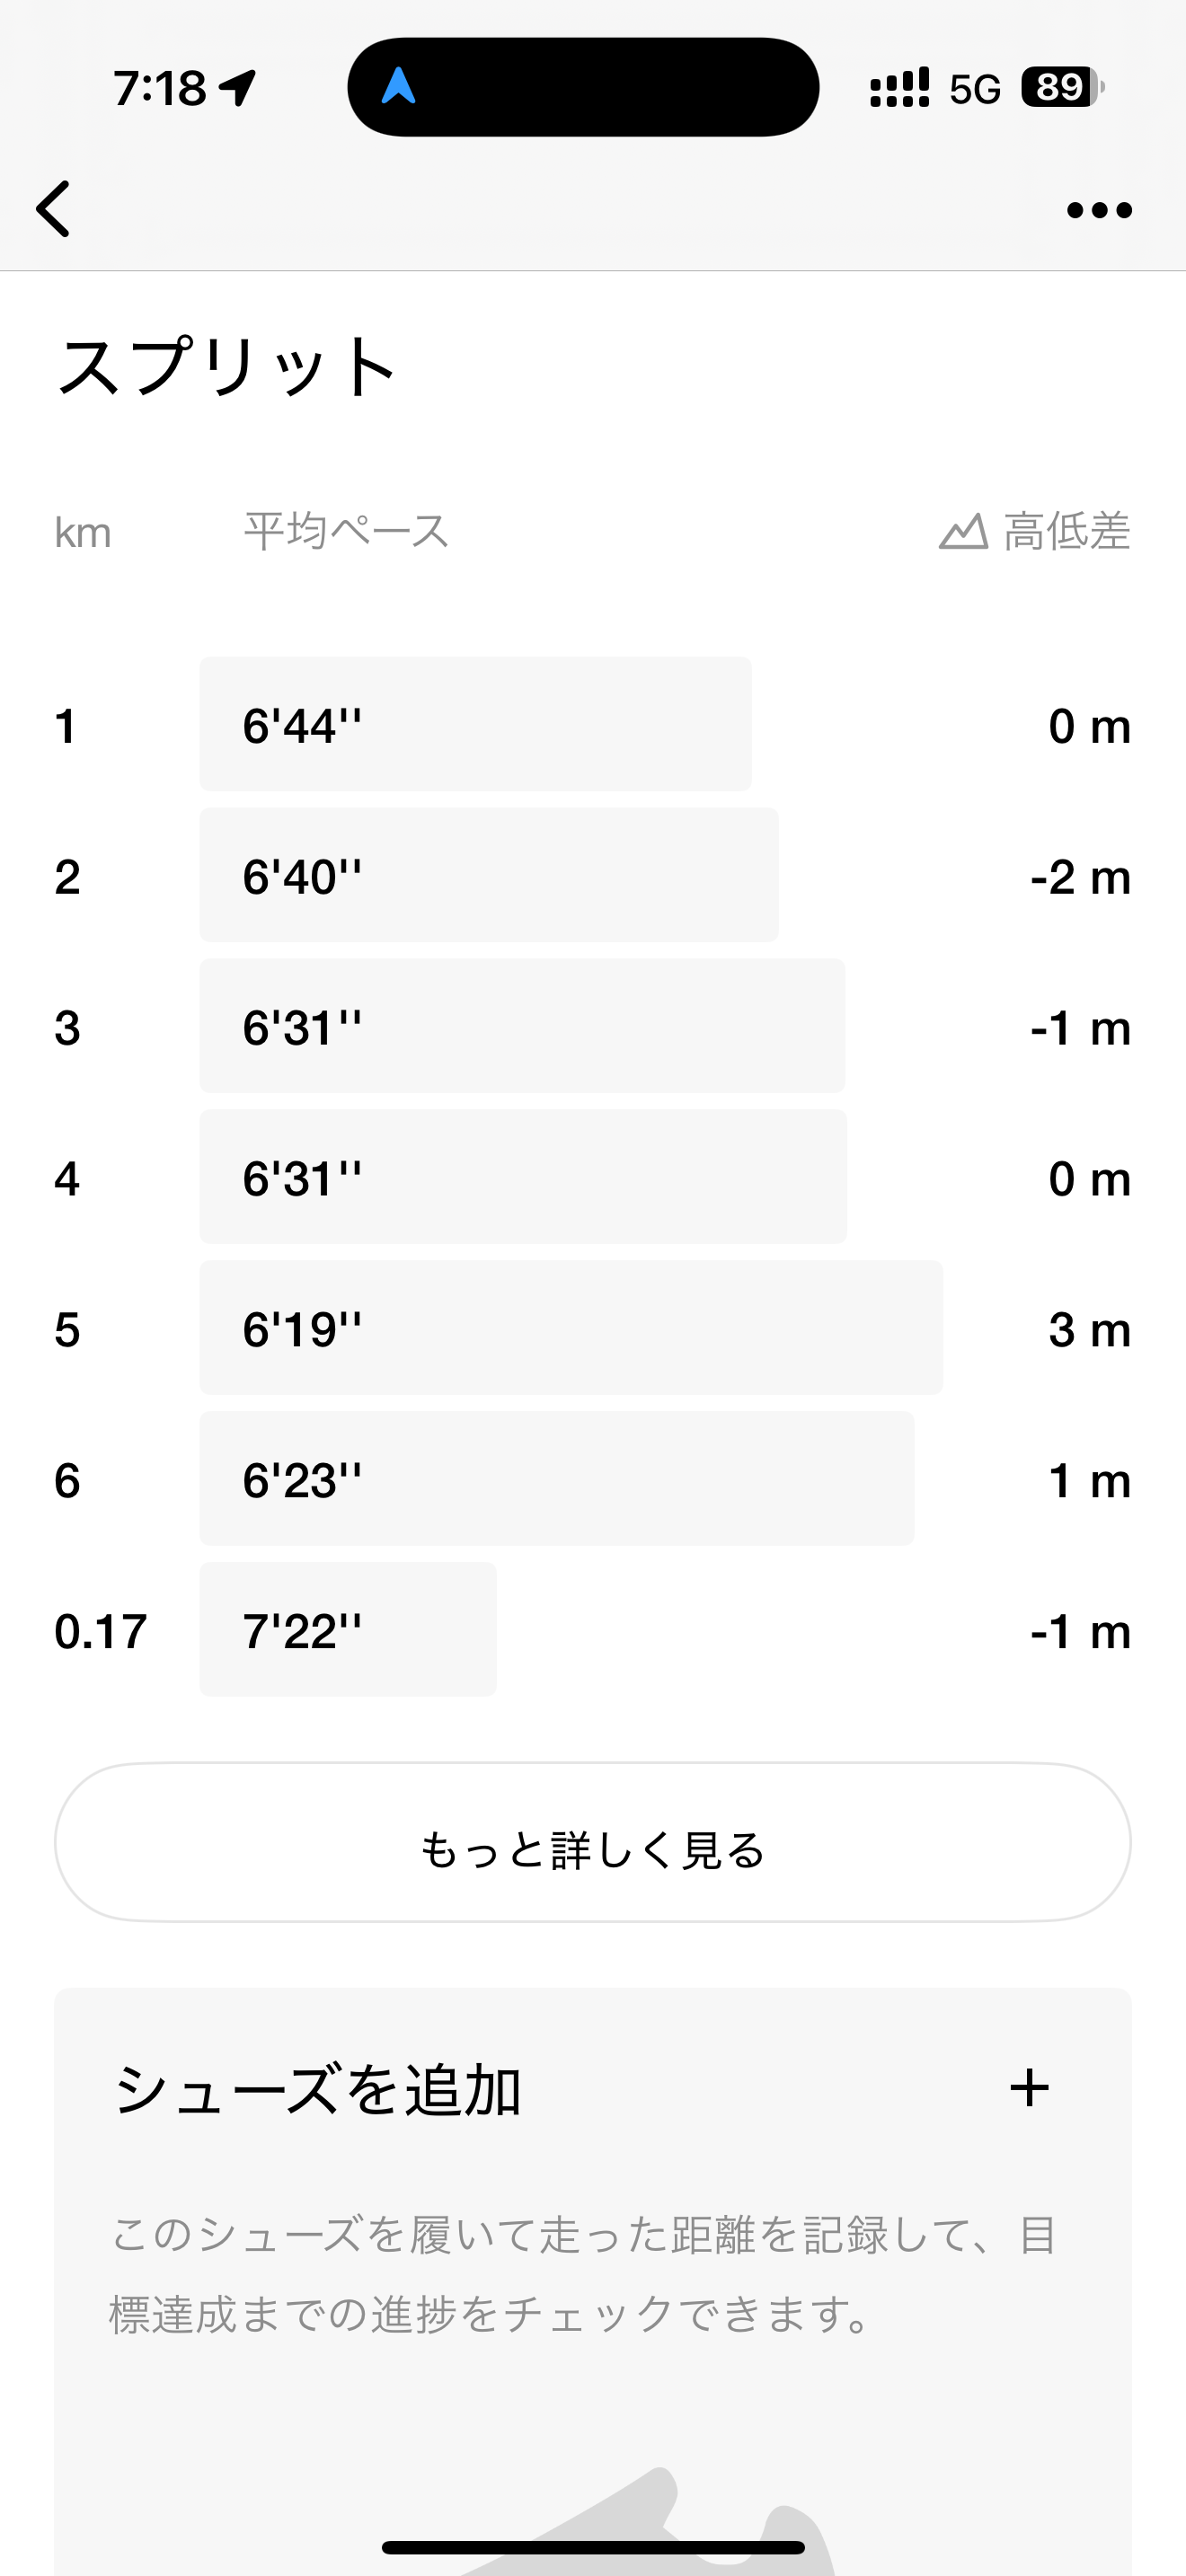 7:18 5G 89
スプリット
km 平均ペース 高低差
1 6'44'' 0 m
2 6'40'' -2 m
3 6'31'' -1 m
4 6'31'' 0 m
5 6'19'' 3 m
6 6'23'' 1 m
0.17 7'22'' -1 m
もっと詳しく見る
シューズを追加 +
このシューズを履いて走った距離を記録して、目
標達成までの進捗をチェックできます。